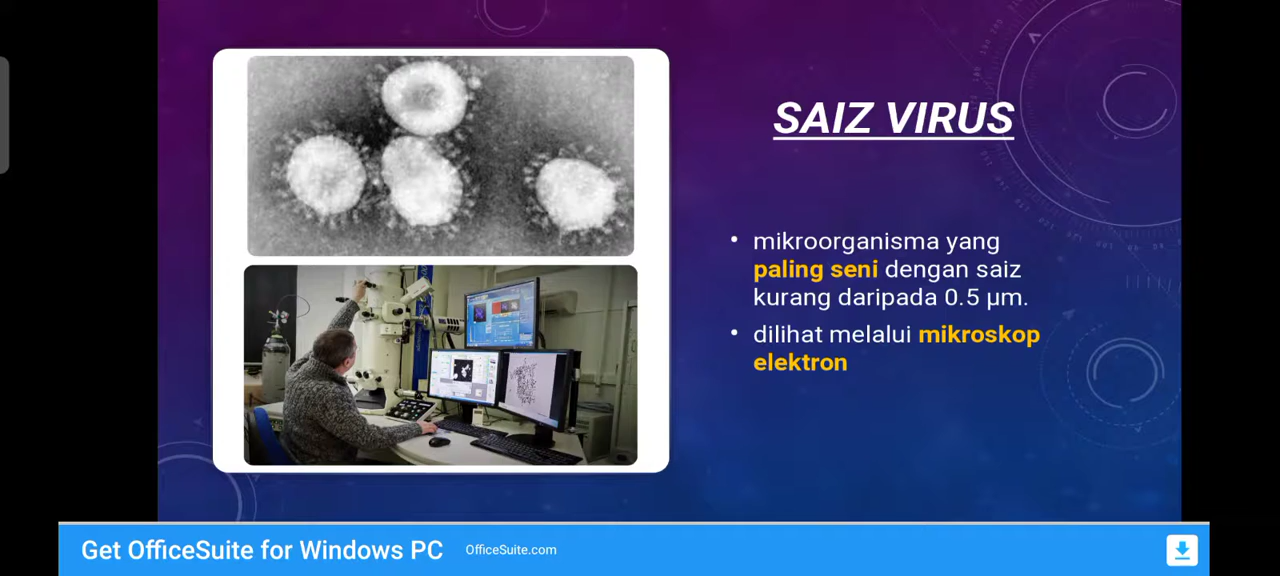 SAIZ VIRUS
• mikroorganisma yang
paling seni dengan saiz
kurang daripada 0.5 µm.
• dilihat melalui mikroskop
elektron
Get OfficeSuite for Windows PC OfficeSuite.com